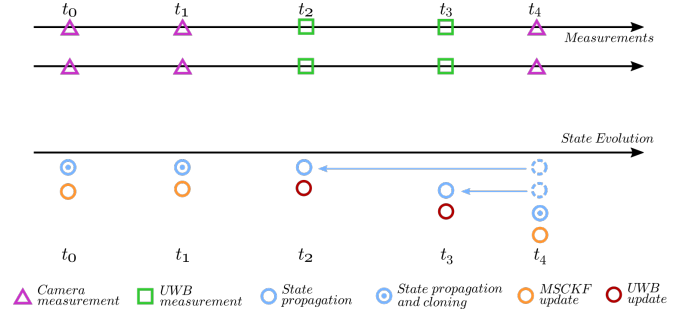 t0 t1 t2 t3 t4
Measurements
State Evolution
t0 t1 t2 t3 t4
Camera measurement
UWB measurement
State propagation
State propagation and cloning
MSCKF update
UWB update